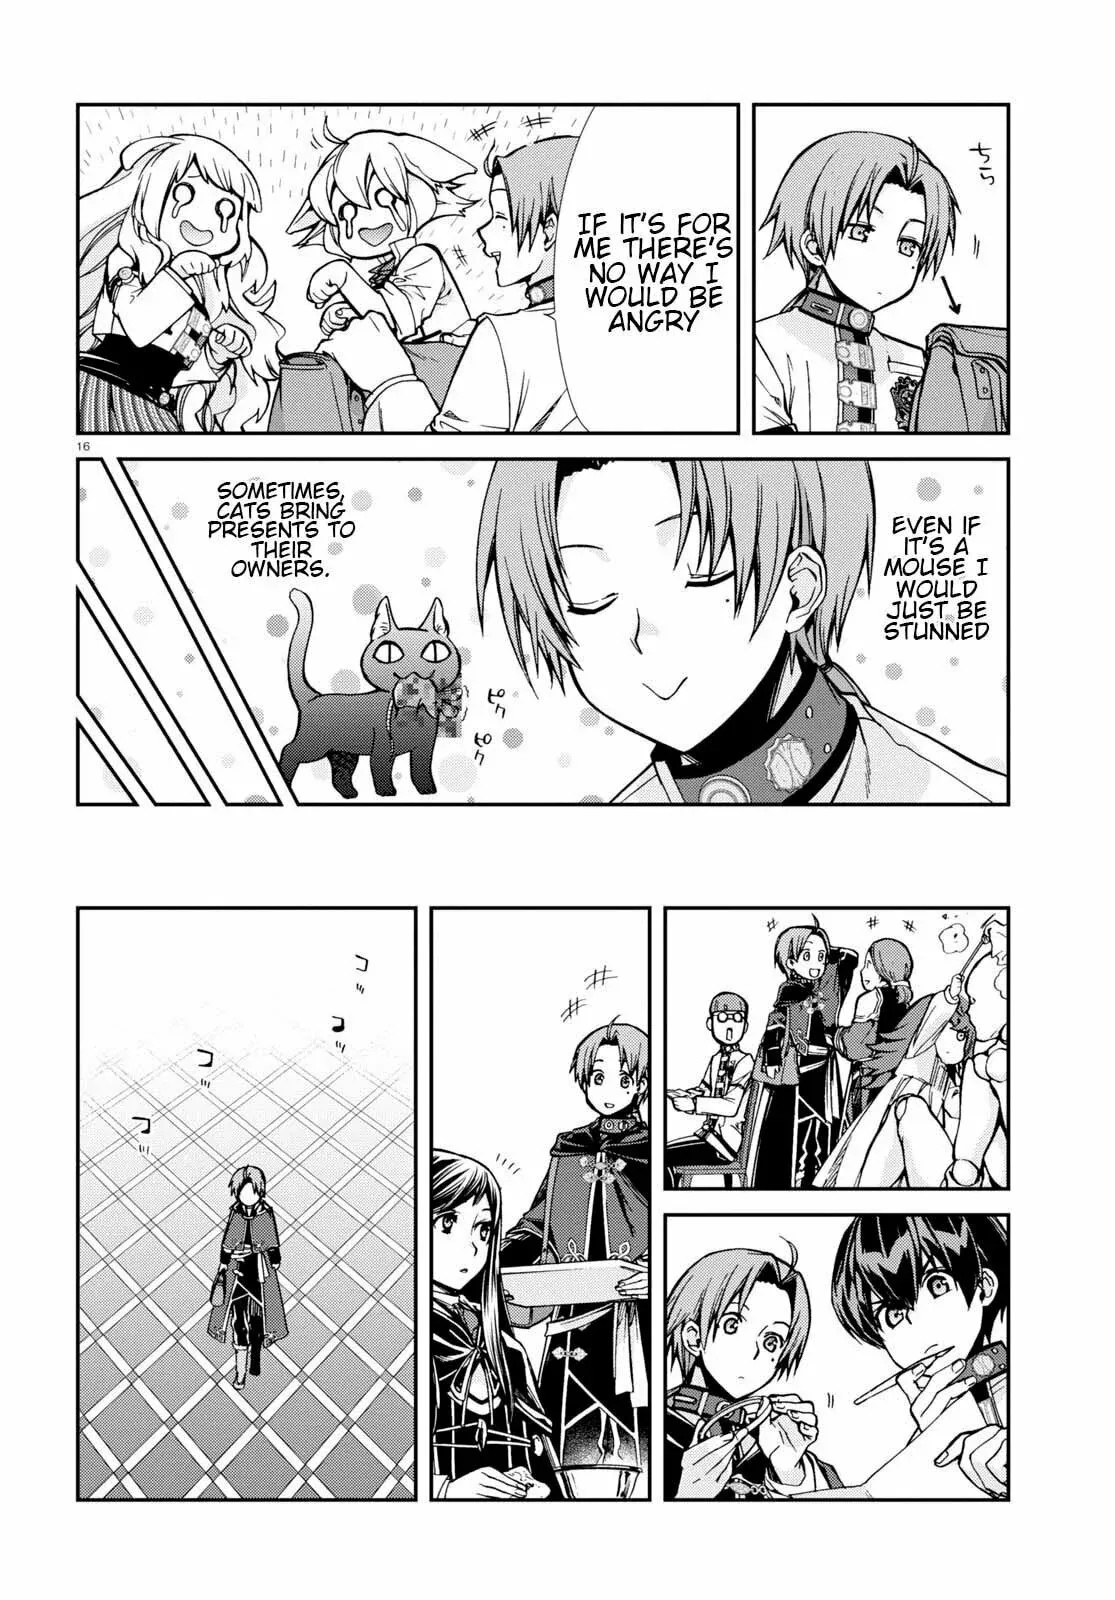 ちら
IF IT'S FOR
ME THERE'S
NO WAY I
WOULD BE
ANGRY
16
EVEN IF
IT'S A
MOUSE I
WOULD
JUST BE
STUNNED
SOMETIMES,
CATS BRING
PRESENTS TO
THEIR
OWNERS.
ピク
ピク
コッ
コッ
コッ
コッ